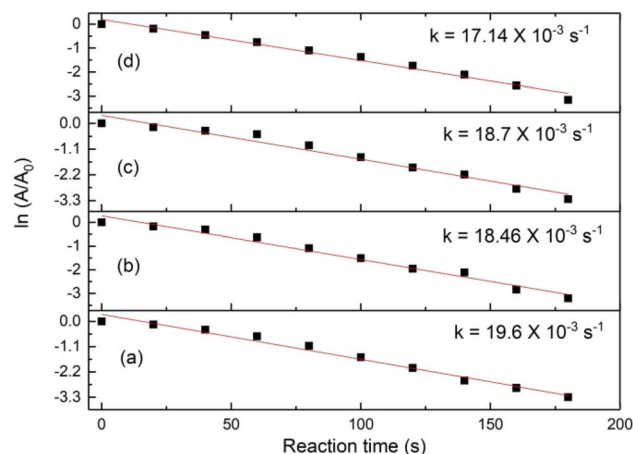 0
-1
-2
-3
(d)
k = 17.14 X 10⁻³ s⁻¹
0.0
-1.1
-2.2
-3.3
(c)
k = 18.7 X 10⁻³ s⁻¹
0
-1
-2
-3
(b)
k = 18.46 X 10⁻³ s⁻¹
0.0
-1.1
-2.2
-3.3
(a)
k = 19.6 X 10⁻³ s⁻¹
ln (A/A₀)
0 50 100 150 200
Reaction time (s)